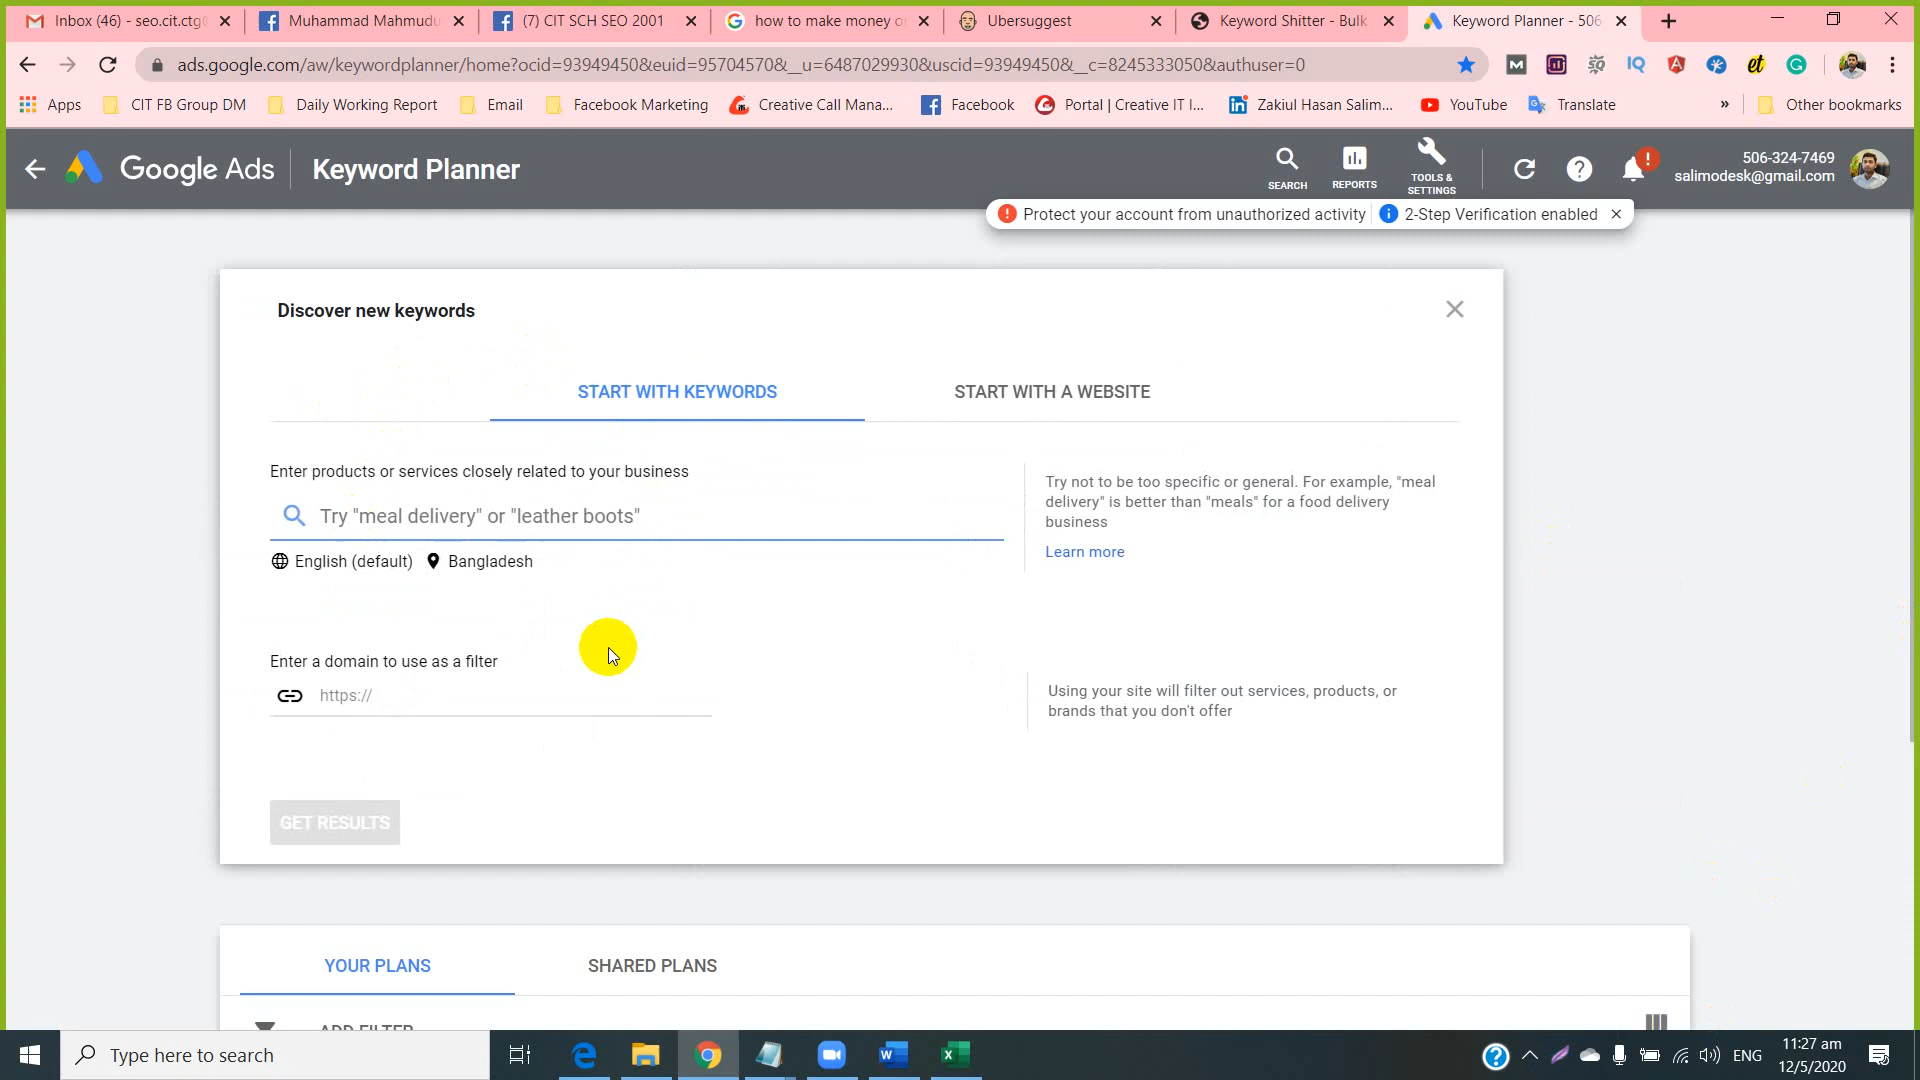 Inbox (46) - seo.cit.ctg
Muhammad Mahmudu
(7) CIT SCH SEO 2001
how to make money o
Ubersuggest
Keyword Shitter - Bulk
Keyword Planner - 506
ads.google.com/aw/keywordplanner/home?ocid=93949450&euid=95704570&__u=6487029930&uscid=93949450&__c=8245333050&authuser=0
Apps
CIT FB Group DM
Daily Working Report
Email
Facebook Marketing
Creative Call Mana...
Facebook
Portal | Creative IT I...
Zakiul Hasan Salim...
YouTube
Translate
»
Other bookmarks
Google Ads
Keyword Planner
SEARCH
REPORTS
TOOLS &
SETTINGS
506-324-7469
salimodesk@gmail.com
Protect your account from unauthorized activity
2-Step Verification enabled
Discover new keywords
START WITH KEYWORDS
START WITH A WEBSITE
Enter products or services closely related to your business
Try "meal delivery" or "leather boots"
English (default)
Bangladesh
Try not to be too specific or general. For example, "meal
delivery" is better than "meals" for a food delivery
business
Learn more
Enter a domain to use as a filter
https://
Using your site will filter out services, products, or
brands that you don't offer
GET RESULTS
YOUR PLANS
SHARED PLANS
ADD FILTER
Type here to search
ENG
11:27 am
12/5/2020